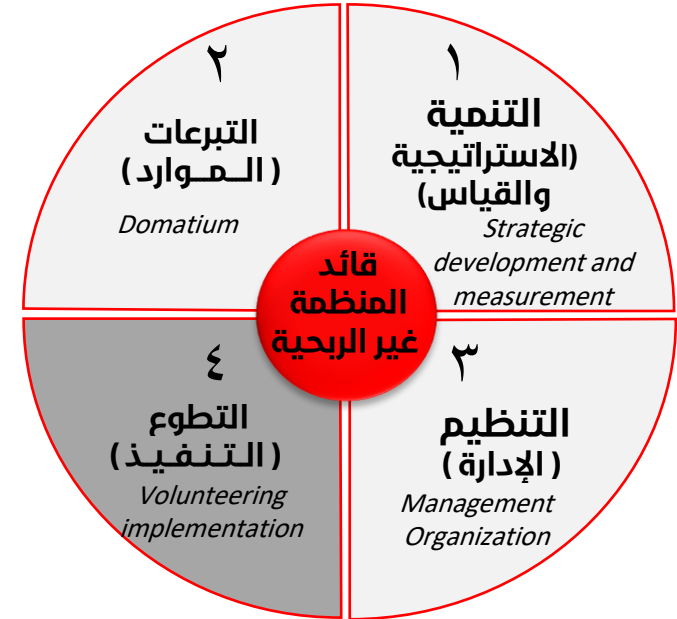 ١
التنمية
(الاستراتيجية
والقياس)
Strategic
development and
measurement
٢
التبرعات
(الــمــوارد)
Domatium
قائد
المنظمة
غير الربحية
٣
التنظيم
(الإدارة)
Management
Organization
٤
التطوع
(الـتـنـفـيـذ)
Volunteering
implementation